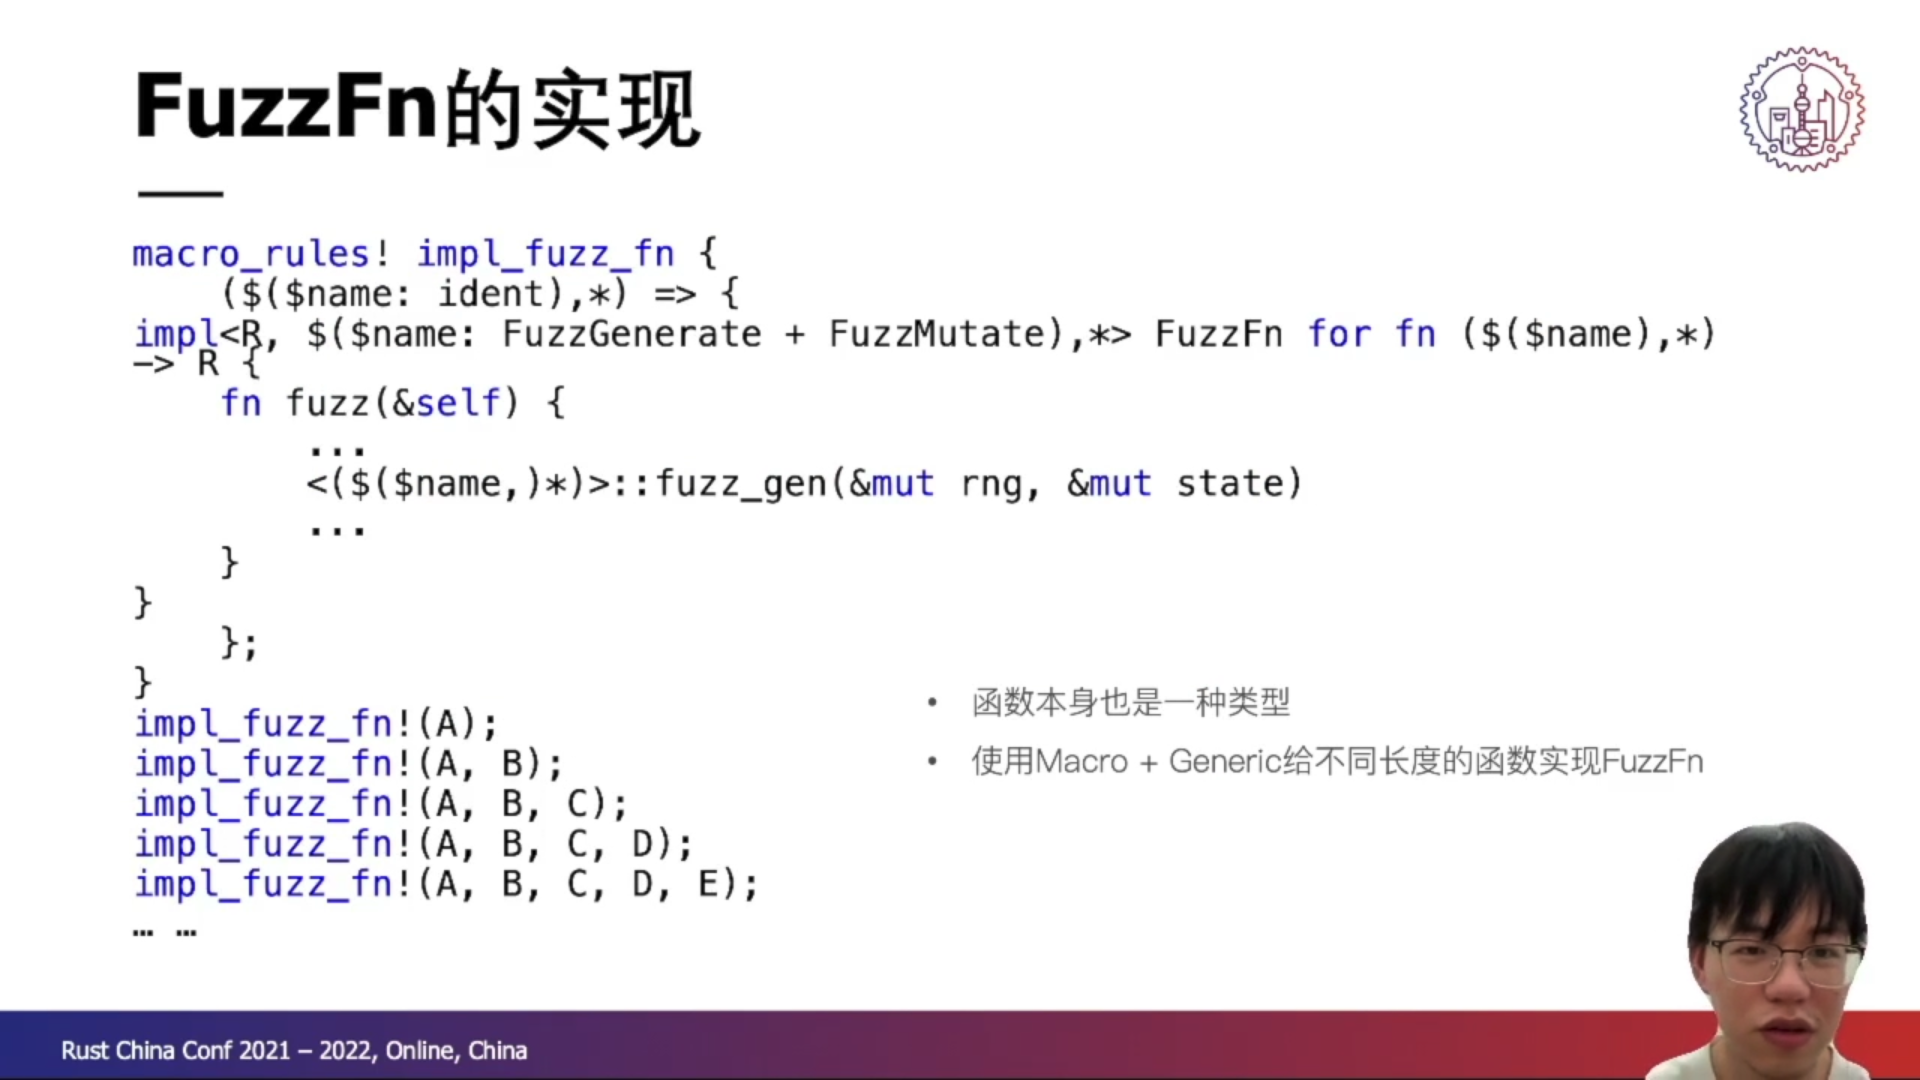 FuzzFn的实现
macro_rules! impl_fuzz_fn {
($($name: ident),*) => {
impl<R, $($name: FuzzGenerate + FuzzMutate),*> FuzzFn for fn ($($name),*)
—> R {
fn fuzz(&self) {
...
<($($name,)*)>::fuzz_gen(&mut rng, &mut state)
...
}
}
};
}
impl_fuzz_fn!(A);
impl_fuzz_fn!(A, B);
impl_fuzz_fn!(A, B, C);
impl_fuzz_fn!(A, B, C, D);
impl_fuzz_fn!(A, B, C, D, E);
… …
• 函数本身也是一种类型
• 使用Macro + Generic给不同长度的函数实现FuzzFn
Rust China Conf 2021 – 2022, Online, China